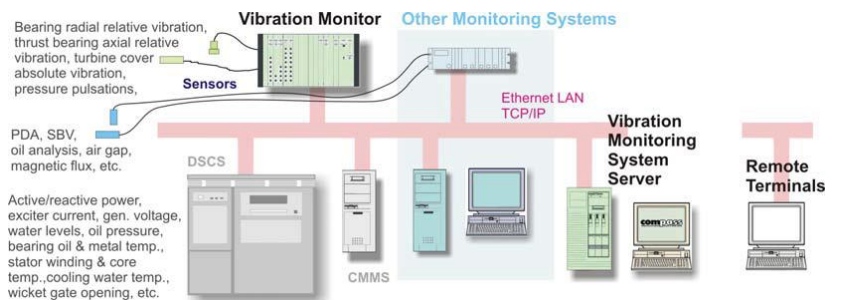 Vibration Monitor
Other Monitoring Systems
Bearing radial relative vibration,
thrust bearing axial relative
vibration, turbine cover
absolute vibration,
pressure pulsations,
Sensors
Ethernet LAN
TCP/IP
PDA, SBV,
oil analysis, air gap,
magnetic flux, etc.
Vibration
Monitoring
System
Server
Remote
Terminals
DSCS
Active/reactive power,
exciter current, gen. voltage,
water levels, oil pressure,
bearing oil & metal temp.,
stator winding & core
temp.,cooling water temp.,
wicket gate opening, etc.
CMMS
compass